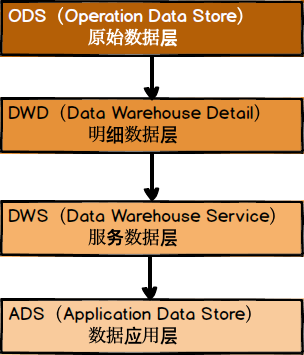 ODS（Operation Data Store）
原始数据层
DWD（Data Warehouse Detail）
明细数据层
DWS（Data Warehouse Service）
服务数据层
ADS（Application Data Store）
数据应用层